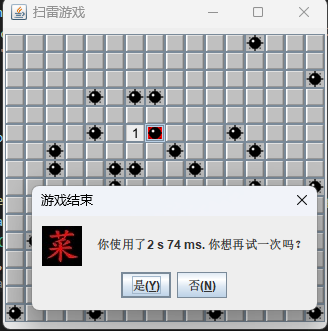 扫雷游戏
1
游戏结束
菜
你使用了2 s 74 ms. 你想再试一次吗?
是(Y)
否(N)